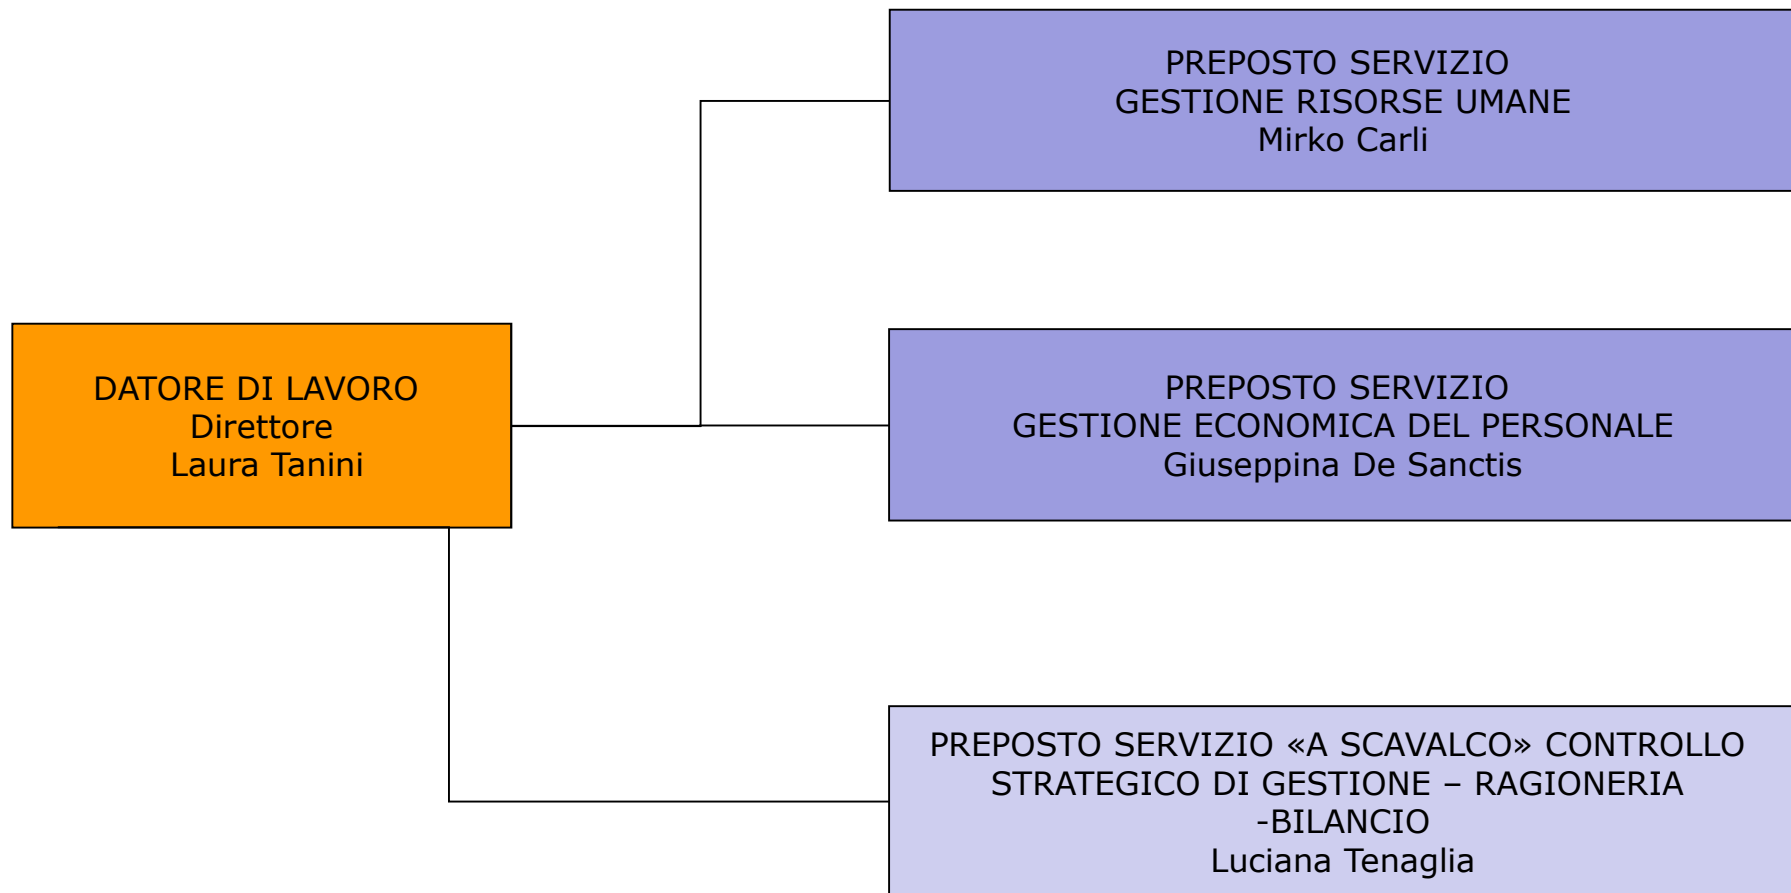 PREPOSTO SERVIZIO
GESTIONE RISORSE UMANE
Mirko Carli
DATORE DI LAVORO
Direttore
Laura Tanini
PREPOSTO SERVIZIO
GESTIONE ECONOMICA DEL PERSONALE
Giuseppina De Sanctis
PREPOSTO SERVIZIO «A SCAVALCO» CONTROLLO
STRATEGICO DI GESTIONE – RAGIONERIA
-BILANCIO
Luciana Tenaglia